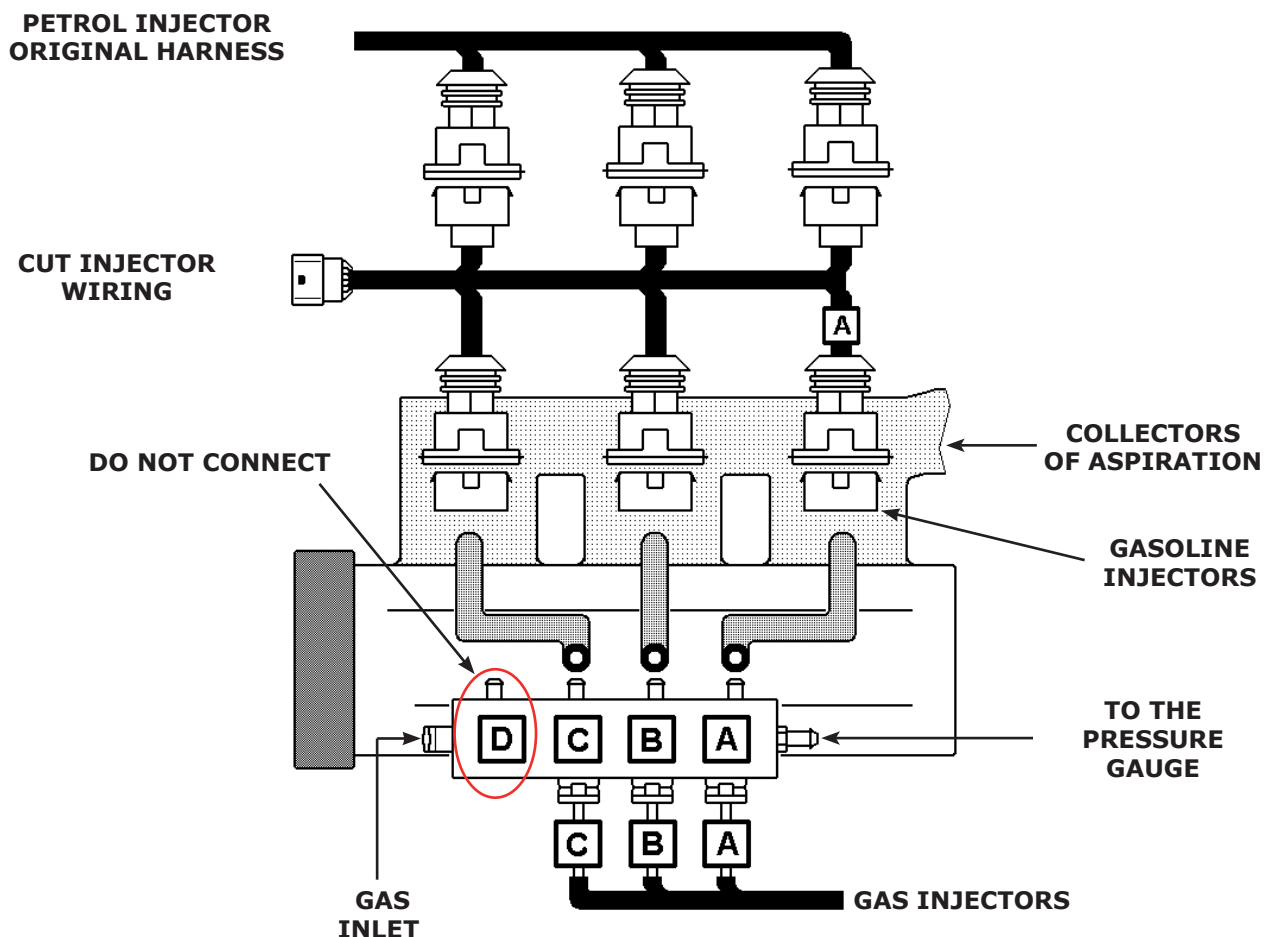 PETROL INJECTOR
ORIGINAL HARNESS
CUT INJECTOR
WIRING
A
DO NOT CONNECT
COLLECTORS
OF ASPIRATION
GASOLINE
INJECTORS
D C B A
TO THE
PRESSURE
GAUGE
C B A
GAS
INLET
GAS INJECTORS